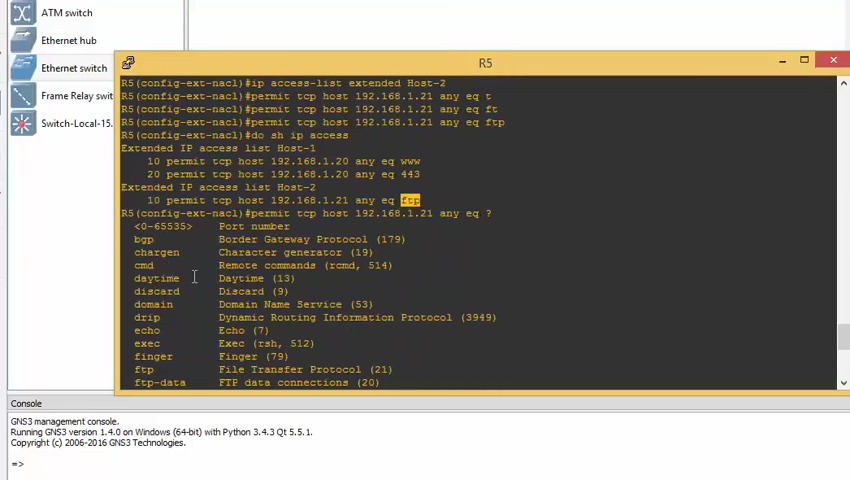 ATM switch
Ethernet hub
Ethernet switch
Frame Relay swit
Switch-Local-15.
R5
R5(config-ext-nacl)#ip access-list extended Host-2
R5(config-ext-nacl)#permit tcp host 192.168.1.21 any eq t
R5(config-ext-nacl)#permit tcp host 192.168.1.21 any eq ft
R5(config-ext-nacl)#permit tcp host 192.168.1.21 any eq ftp
R5(config-ext-nacl)#do sh ip access
Extended IP access list Host-1
10 permit tcp host 192.168.1.20 any eq www
20 permit tcp host 192.168.1.20 any eq 443
Extended IP access list Host-2
10 permit tcp host 192.168.1.21 any eq ftp
R5(config-ext-nacl)#permit tcp host 192.168.1.21 any eq ?
<0-65535> Port number
bgp Border Gateway Protocol (179)
chargen Character generator (19)
cmd Remote commands (rcmd, 514)
daytime Daytime (13)
discard Discard (9)
domain Domain Name Service (53)
drip Dynamic Routing Information Protocol (3949)
echo Echo (7)
exec Exec (rsh, 512)
finger Finger (79)
ftp File Transfer Protocol (21)
ftp-data FTP data connections (20)
Console
GNS3 management console.
Running GNS3 version 1.4.0 on Windows (64-bit) with Python 3.4.3 Qt 5.5.1.
Copyright (c) 2006-2016 GNS3 Technologies.
=>